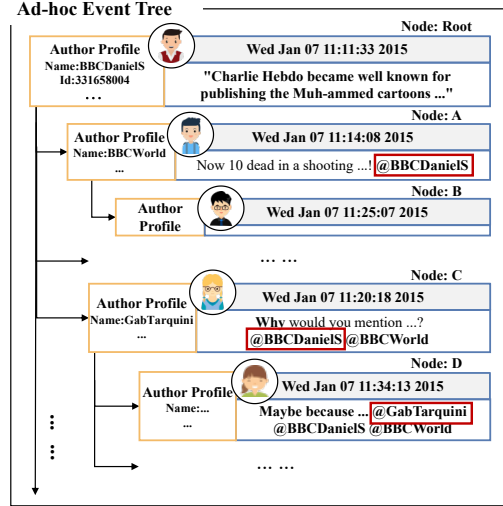 Ad-hoc Event Tree
Node: Root
Author Profile
Name:BBCDanielS
Id:331658004
...
Wed Jan 07 11:11:33 2015
"Charlie Hebdo became well known for
publishing the Muh-ammed cartoons ..."
Node: A
Author Profile
Name:BBCWorld
...
Wed Jan 07 11:14:08 2015
Now 10 dead in a shooting ...! @BBCDanielS
Node: B
Author
Profile
Wed Jan 07 11:25:07 2015
... ...
Node: C
Author Profile
Name:GabTarquini
...
Wed Jan 07 11:20:18 2015
Why would you mention ...?
@BBCDanielS @BBCWorld
Node: D
Author Profile
Name:...
...
Wed Jan 07 11:34:13 2015
Maybe because ... @GabTarquini
@BBCDanielS @BBCWorld
... ...
... ...